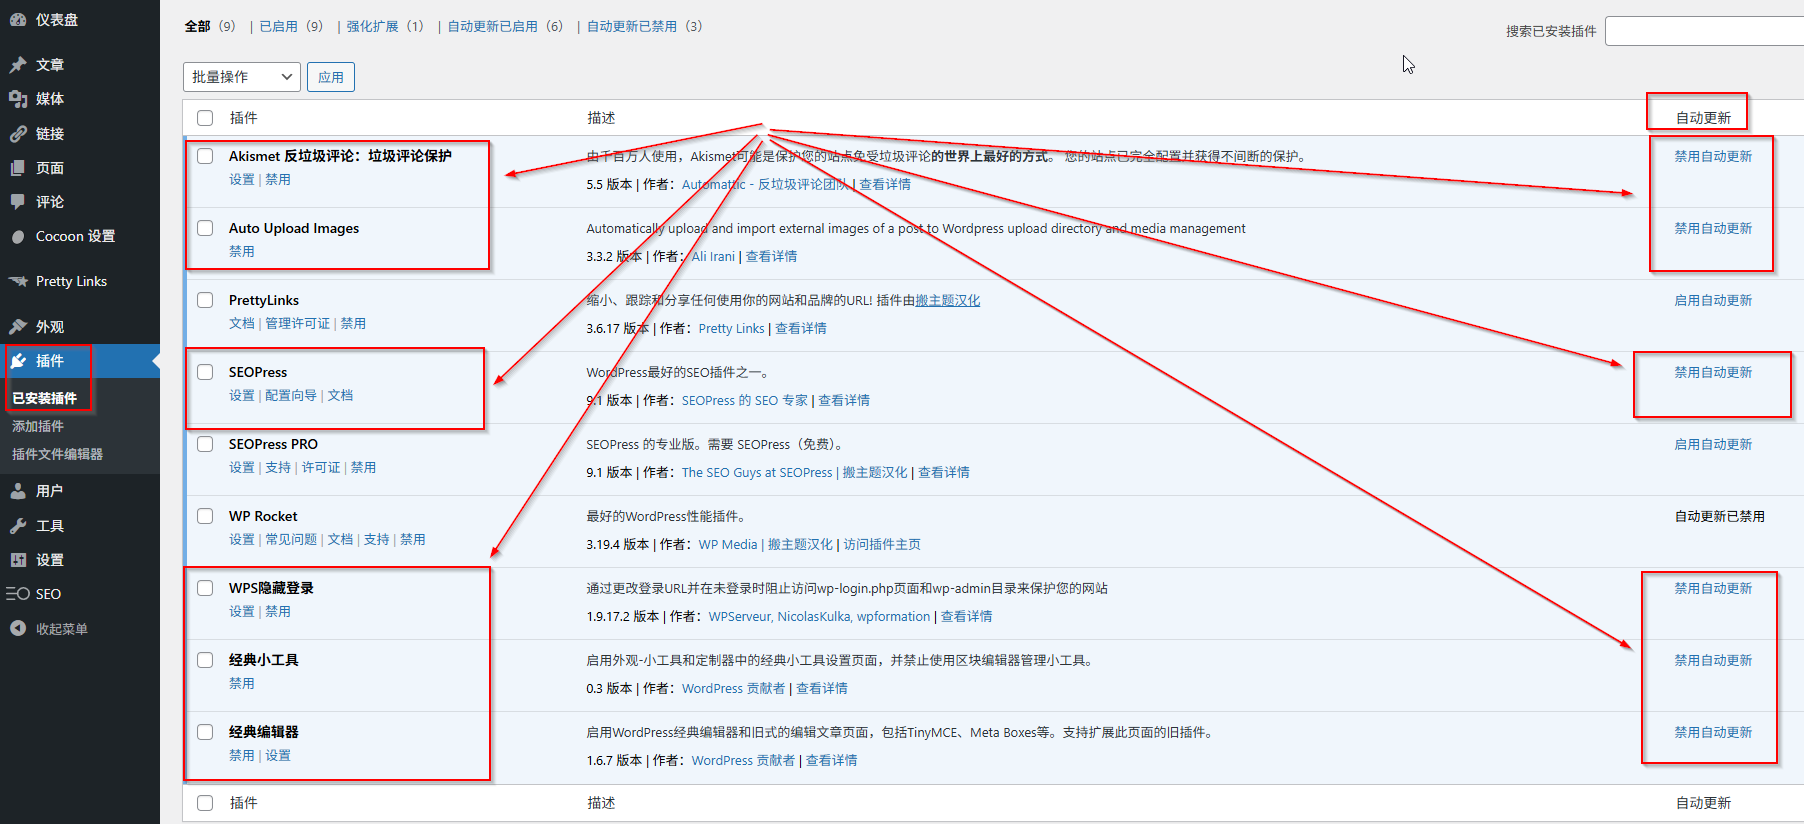 仪表盘
文章
媒体
链接
页面
评论
Cocoon 设置
Pretty Links
外观
插件
已安装插件
添加插件
插件文件编辑器
用户
工具
设置
SEO
收起菜单
全部 (9) | 已启用 (9) | 强化扩展 (1) | 自动更新已启用 (6) | 自动更新已禁用 (3)
搜索已安装插件
批量操作 应用
插件 描述 自动更新
Akismet 反垃圾评论：垃圾评论保护
设置 | 禁用
由千百万人使用，Akismet可能是保护您的站点免受垃圾评论的世界上最好的方式。 您的站点已完全配置并获得不间断的保护。
5.5 版本 | 作者：Automattic - 反垃圾评论团队 | 查看详情
禁用自动更新
Auto Upload Images
禁用
Automatically upload and import external images of a post to Wordpress upload directory and media management
3.3.2 版本 | 作者：Ali Irani | 查看详情
禁用自动更新
PrettyLinks
文档 | 管理许可证 | 禁用
缩小、跟踪和分享任何使用你的网站和品牌的URL! 插件由搬主题汉化
3.6.17 版本 | 作者：Pretty Links | 查看详情
启用自动更新
SEOPress
设置 | 配置向导 | 文档
WordPress最好的SEO插件之一。
9.1 版本 | 作者：SEOPress 的 SEO 专家 | 查看详情
禁用自动更新
SEOPress PRO
设置 | 支持 | 许可证 | 禁用
SEOPress 的专业版。需要 SEOPress（免费）。
9.1 版本 | 作者：The SEO Guys at SEOPress | 搬主题汉化 | 查看详情
启用自动更新
WP Rocket
设置 | 常见问题 | 文档 | 支持 | 禁用
最好的WordPress性能插件。
3.19.4 版本 | 作者：WP Media | 搬主题汉化 | 访问插件主页
自动更新已禁用
WPS隐藏登录
设置 | 禁用
通过更改登录URL并在未登录时阻止访问wp-login.php页面和wp-admin目录来保护您的网站
1.9.17.2 版本 | 作者：WPServeur, NicolasKulka, wpformation | 查看详情
禁用自动更新
经典小工具
禁用
启用外观-小工具和定制器中的经典小工具设置页面，并禁止使用区块编辑器管理小工具。
0.3 版本 | 作者：WordPress 贡献者 | 查看详情
禁用自动更新
经典编辑器
禁用 | 设置
启用WordPress经典编辑器和旧式的编辑文章页面，包括TinyMCE、Meta Boxes等。支持扩展此页面的旧插件。
1.6.7 版本 | 作者：WordPress 贡献者 | 查看详情
禁用自动更新
插件 描述 自动更新